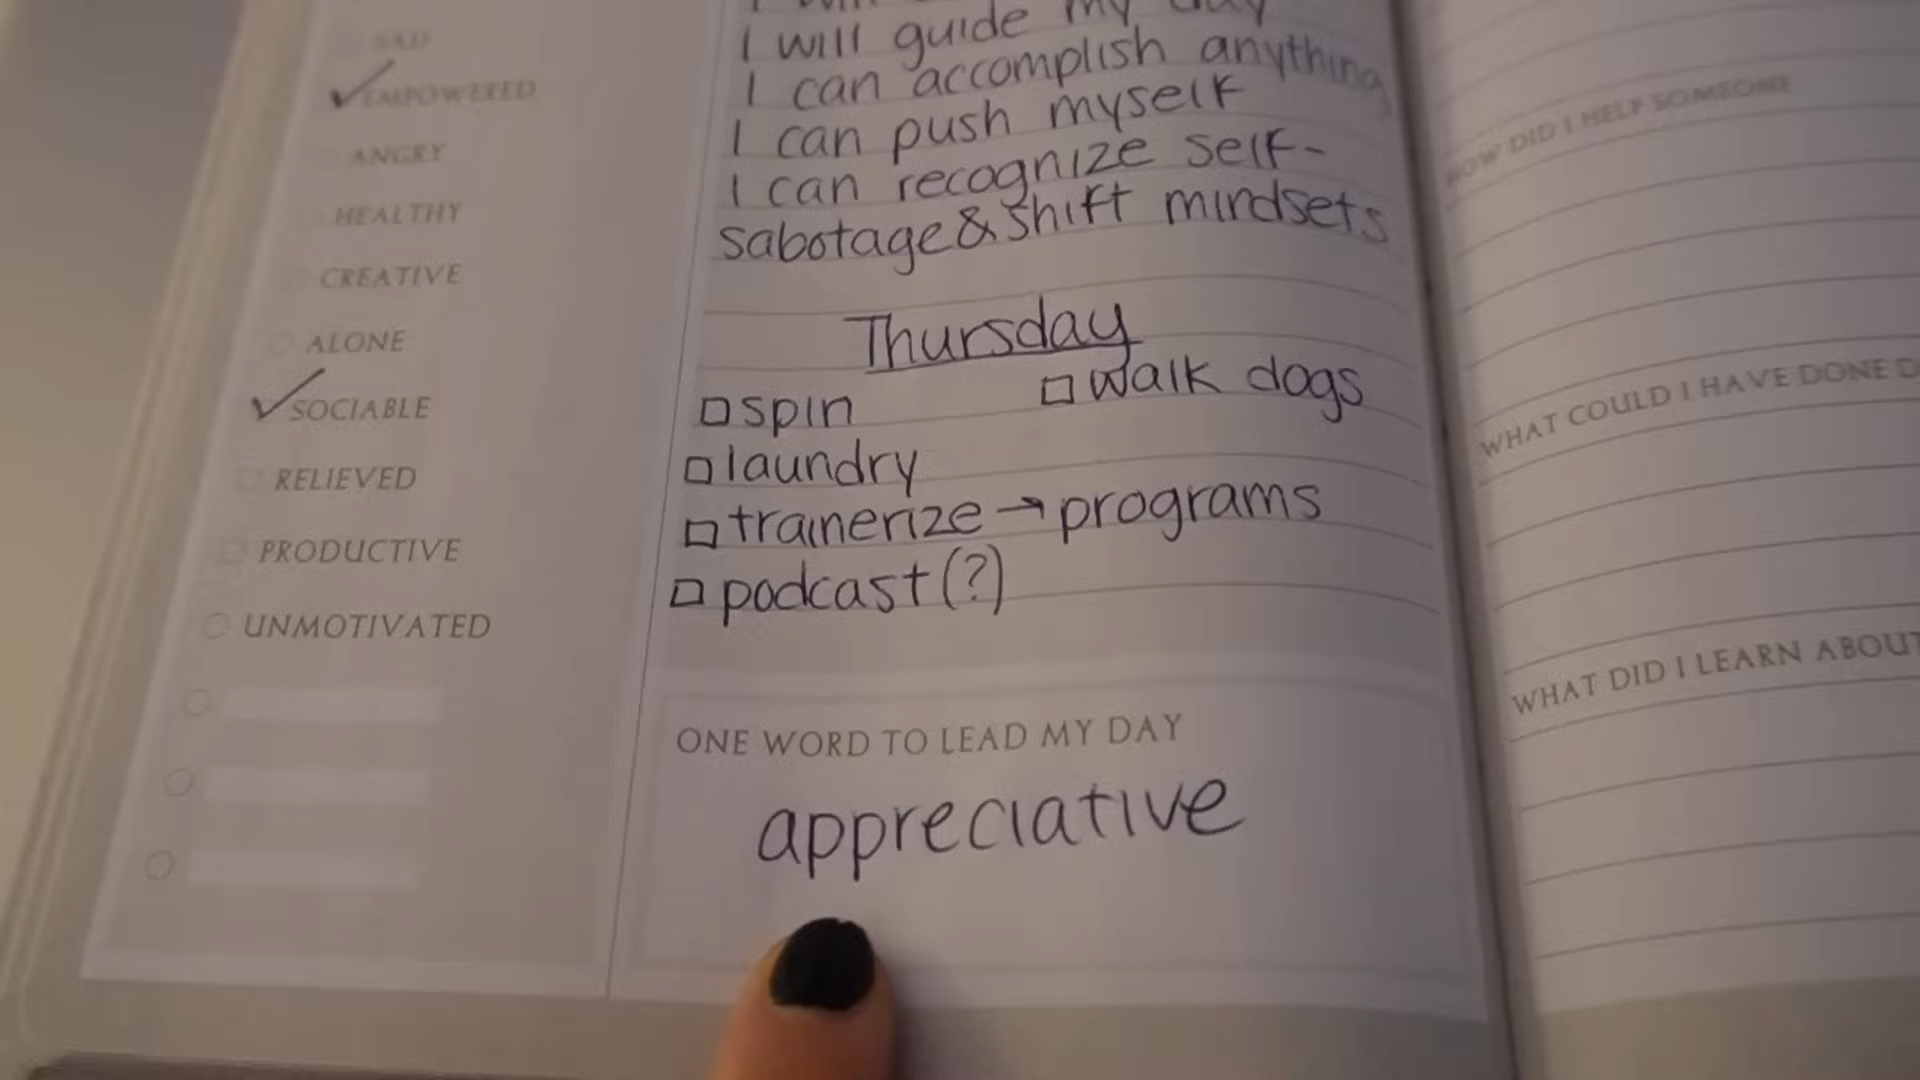 SAD
EMPOWERED
ANGRY
HEALTHY
CREATIVE
ALONE
SOCIABLE
RELIEVED
PRODUCTIVE
UNMOTIVATED
I will guide my day
I can accomplish anything
I can push myself
I can recognize self-
sabotage & shift mindsets
Thursday
walk dogs
spin
laundry
trainerize → programs
podcast (?)
ONE WORD TO LEAD MY DAY
appreciative
HOW DID I HELP SOMEONE
WHAT COULD I HAVE DONE
WHAT DID I LEARN ABOUT